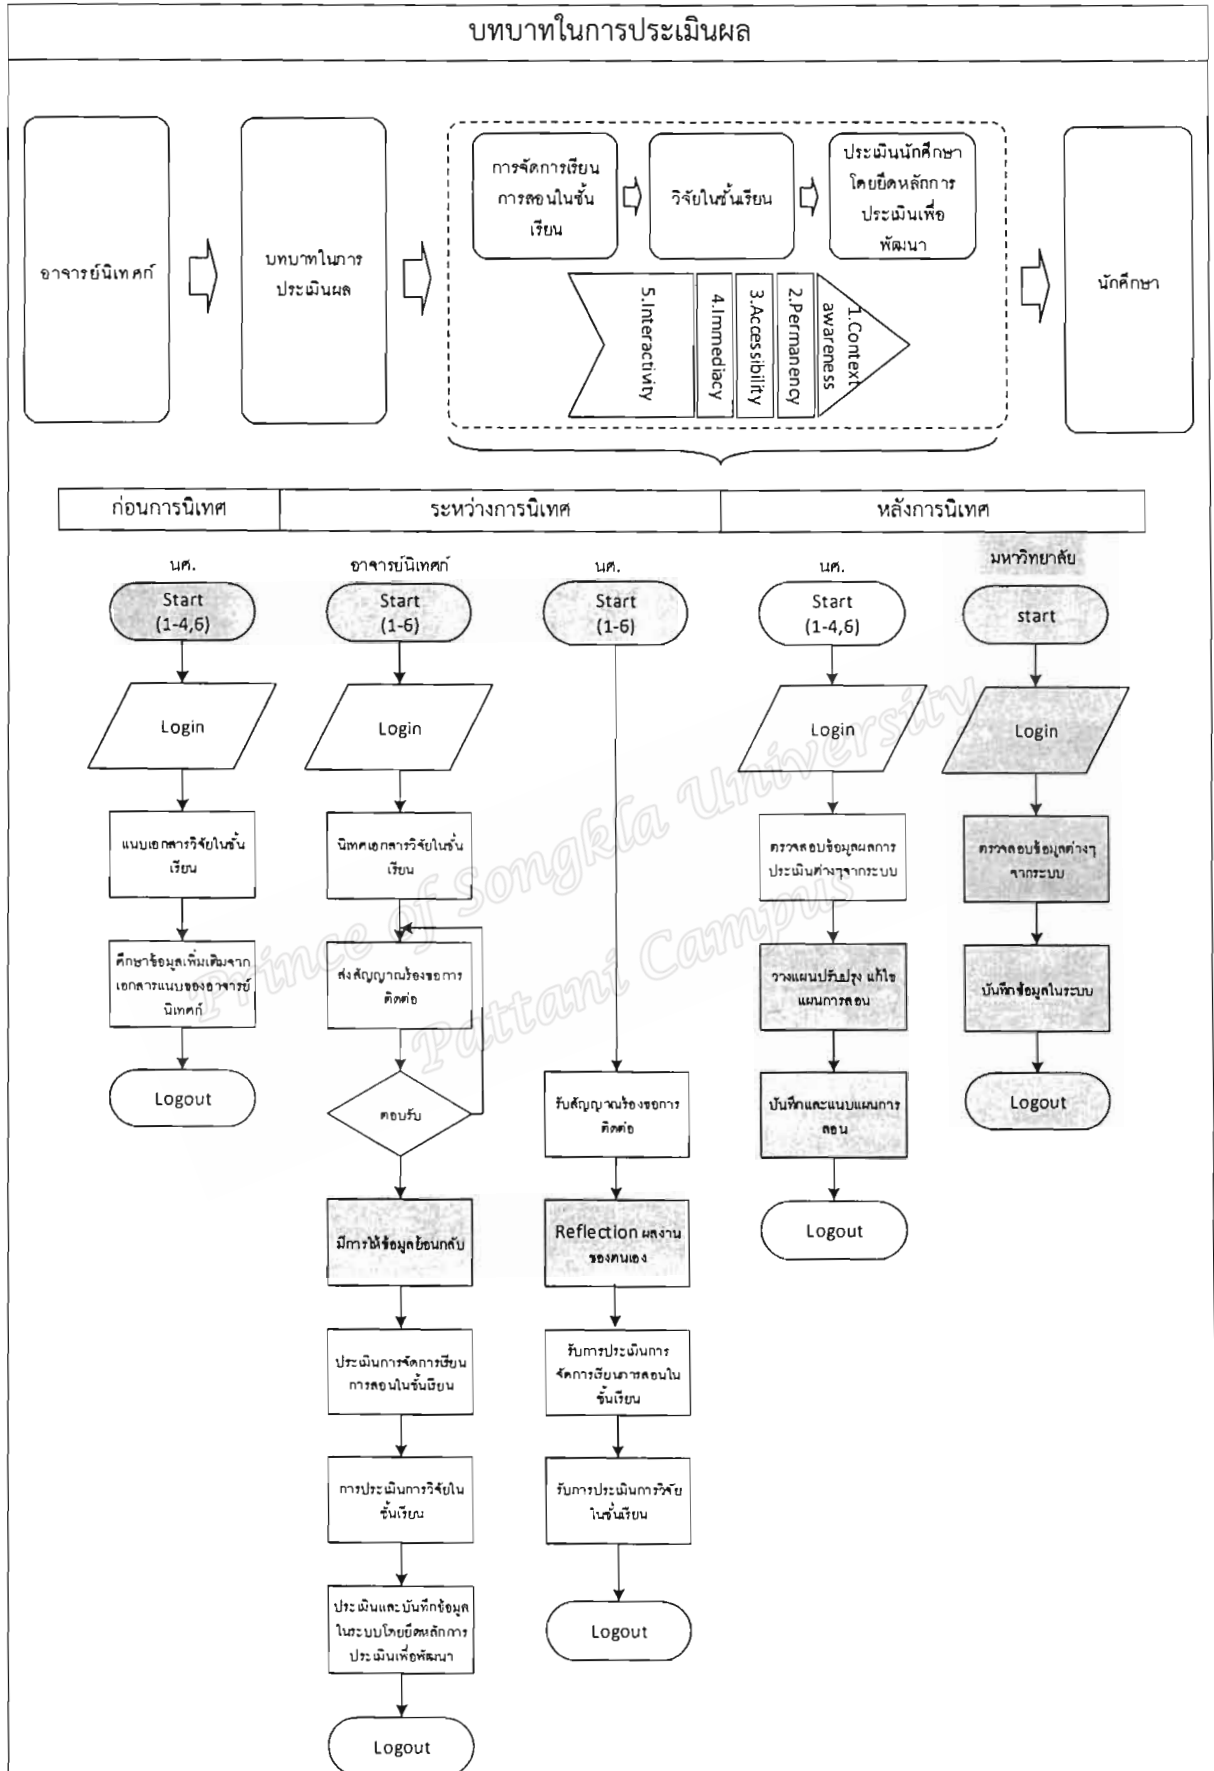 บทบาทในการประเมินผล
อาจารย์นิเทศก์
บทบาทในการ
ประเมินผล
การจัดการเรียน
การสอนในชั้น
เรียน
วิจัยในชั้นเรียน
ประเมินนักศึกษา
โดยยึดหลักการ
ประเมินเพื่อ
พัฒนา
5.Interactivity
4.Immediacy
3.Accessibility
2.Permanency
1.Context
awareness
นักศึกษา
ก่อนการนิเทศ
ระหว่างการนิเทศ
หลังการนิเทศ
นศ.
Start
(1-4,6)
Login
แนบเอกสารวิจัยในชั้น
เรียน
ศึกษาข้อมูลเพิ่มเติมจาก
เอกสารแนบของอาจารย์
นิเทศก์
Logout
อาจารย์นิเทศก์
Start
(1-6)
Login
นิเทศเอกสารวิจัยในชั้น
เรียน
ส่งสัญญาณร้องขอการ
ติดต่อ
ตอบรับ
มีการให้ข้อมูลย้อนกลับ
ประเมินการจัดการเรียน
การสอนในชั้นเรียน
การประเมินการวิจัยใน
ชั้นเรียน
ประเมินและบันทึกข้อมูล
ในระบบโดยยึดหลักการ
ประเมินเพื่อพัฒนา
Logout
นศ.
Start
(1-6)
รับสัญญาณร้องขอการ
ติดต่อ
Reflection ผลงาน
ของตนเอง
รับการประเมินการ
จัดการเรียนการสอนใน
ชั้นเรียน
รับการประเมินการวิจัย
ในชั้นเรียน
Logout
นศ.
Start
(1-4,6)
Login
ตรวจสอบข้อมูลผลการ
ประเมินต่างๆจากระบบ
วางแผนปรับปรุง แก้ไข
แผนการสอน
บันทึกและแนบแผนการ
สอน
Logout
มหาวิทยาลัย
start
Login
ตรวจสอบข้อมูลต่างๆ
จากระบบ
บันทึกข้อมูลในระบบ
Logout
Prince of Songkla University
Pattani Campus